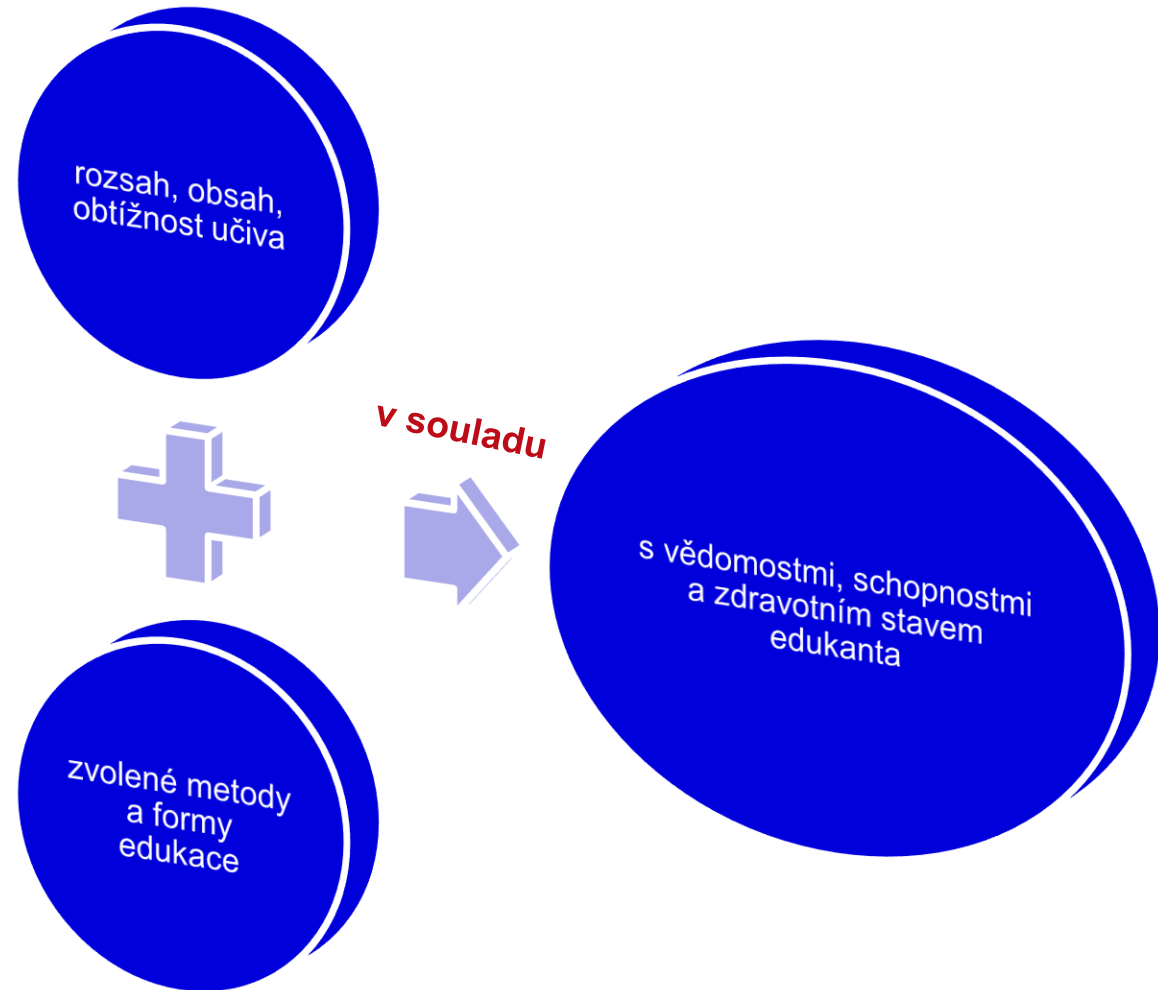 rozsah, obsah,
obtížnost učiva
v souladu
s vědomostmi, schopnostmi
a zdravotním stavem
edukanta
zvolené metody
a formy
edukace